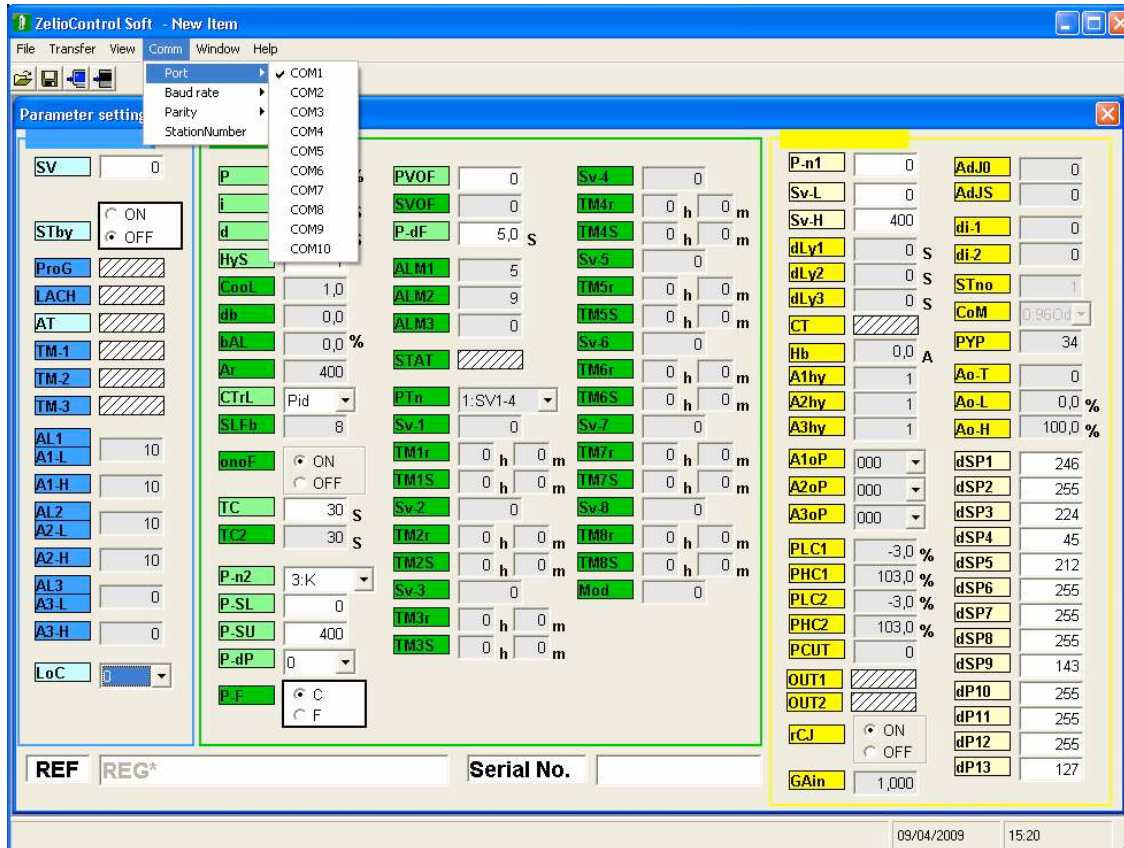 ZelioControl Soft - New Item
File Transfer View Comm Window Help
Port
Baud rate
Parity
StationNumber
COM1
COM2
COM3
COM4
COM5
COM6
COM7
COM8
COM9
COM10
Parameter setting
SV 0
STby ON
OFF
ProG
LACH
AT
TM-1
TM-2
TM-3
AL1
A1-L 10
A1-H 10
AL2
A2-L 10
A2-H 10
AL3
A3-L 0
A3-H 0
LoC 0
P %
i
d
HyS
CooL 1,0
db 0,0
bAL 0,0 %
Ar 400
CTrL Pid
SLFb 8
onoF ON
OFF
TC 30 S
TC2 30 S
P-n2 3:K
P-SL 0
P-SU 400
P-dP 0
P-F C
F
PVOF 0
SVOF 0
P-dF 5,0 S
ALM1 5
ALM2 9
ALM3 0
STAT
PTn 1:SV1-4
Sv-1 0
TM1r 0 h 0 m
TM1S 0 h 0 m
Sv-2 0
TM2r 0 h 0 m
TM2S 0 h 0 m
Sv-3 0
TM3r 0 h 0 m
TM3S 0 h 0 m
Sv-4 0
TM4r 0 h 0 m
TM4S 0 h 0 m
Sv-5 0
TM5r 0 h 0 m
TM5S 0 h 0 m
Sv-6 0
TM6r 0 h 0 m
TM6S 0 h 0 m
Sv-7 0
TM7r 0 h 0 m
TM7S 0 h 0 m
Sv-8 0
TM8r 0 h 0 m
TM8S 0 h 0 m
Mod 0
P-n1 0
Sv-L 0
Sv-H 400
dLy1 0 S
dLy2 0 S
dLy3 0 S
CT
Hb 0,0 A
A1hy 1
A2hy 1
A3hy 1
A1oP 000
A2oP 000
A3oP 000
PLC1 -3,0 %
PHC1 103,0 %
PLC2 -3,0 %
PHC2 103,0 %
PCUT 0
OUT1
OUT2
rCJ ON
OFF
GAin 1,000
AdJ0 0
AdJS 0
di-1 0
di-2 0
STno 1
CoM 0:96Od
PYP 34
Ao-T 0
Ao-L 0,0 %
Ao-H 100,0 %
dSP1 246
dSP2 255
dSP3 224
dSP4 45
dSP5 212
dSP6 255
dSP7 255
dSP8 255
dSP9 143
dP10 255
dP11 255
dP12 255
dP13 127
REF REG* Serial No.
09/04/2009 15:20